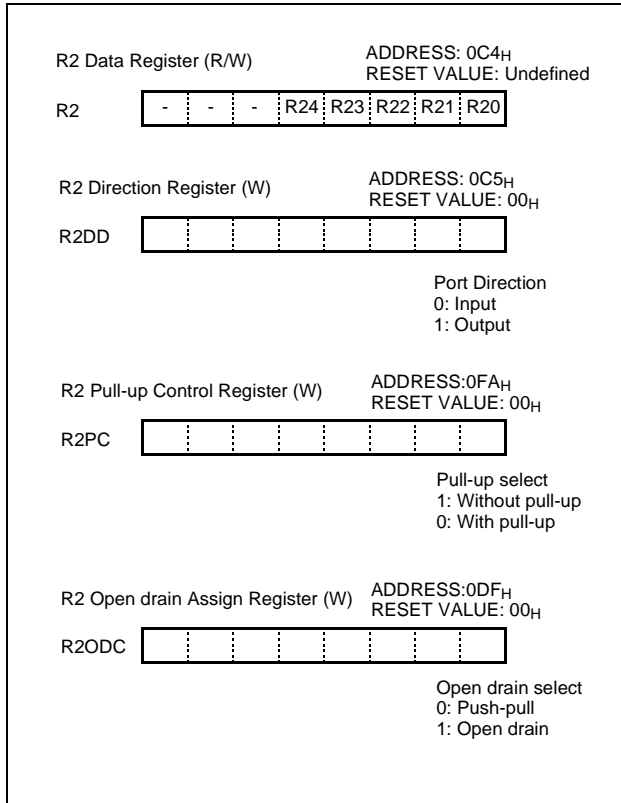 R2 Data Register (R/W)
ADDRESS: 0C4H
RESET VALUE: Undefined
R2
- - - R24 R23 R22 R21 R20
R2 Direction Register (W)
ADDRESS: 0C5H
RESET VALUE: 00H
R2DD
Port Direction
0: Input
1: Output
R2 Pull-up Control Register (W)
ADDRESS:0FAH
RESET VALUE: 00H
R2PC
Pull-up select
1: Without pull-up
0: With pull-up
R2 Open drain Assign Register (W)
ADDRESS:0DFH
RESET VALUE: 00H
R2ODC
Open drain select
0: Push-pull
1: Open drain